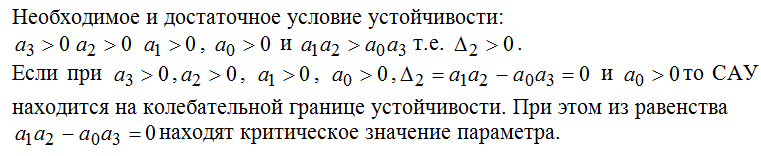 Необходимое и достаточное условие устойчивости:
a₃ > 0 a₂ > 0 a₁ > 0 , a₀ > 0 и a₁a₂ > a₀a₃ т.е. Δ₂ > 0 .
Если при a₃ > 0 , a₂ > 0 , a₁ > 0 , a₀ > 0 , Δ₂ = a₁a₂ − a₀a₃ = 0 и a₀ > 0 то САУ
находится на колебательной границе устойчивости. При этом из равенства
a₁a₂ − a₀a₃ = 0 находят критическое значение параметра.